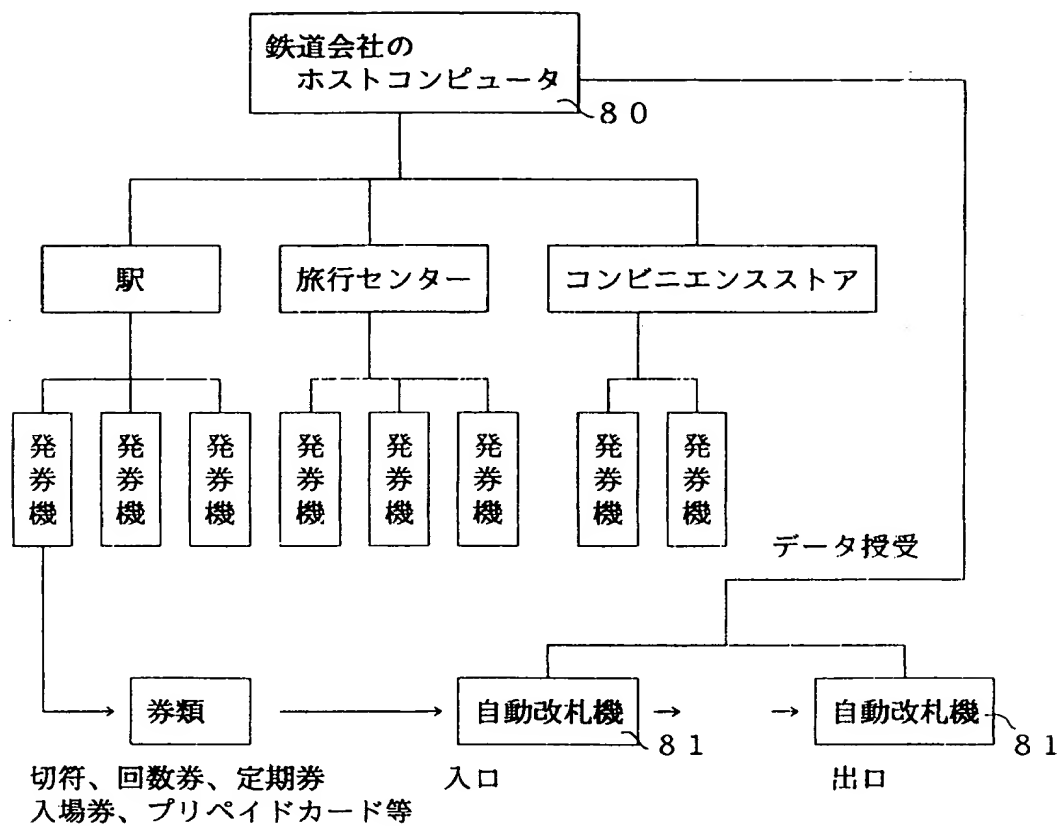 鉄道会社の
ホストコンピュータ
80
駅
旅行センター
コンビニエンスストア
発券機
発券機
発券機
発券機
発券機
発券機
発券機
発券機
データ授受
券類
自動改札機
81
自動改札機
81
切符、回数券、定期券
入場券、プリペイドカード等
入口
出口